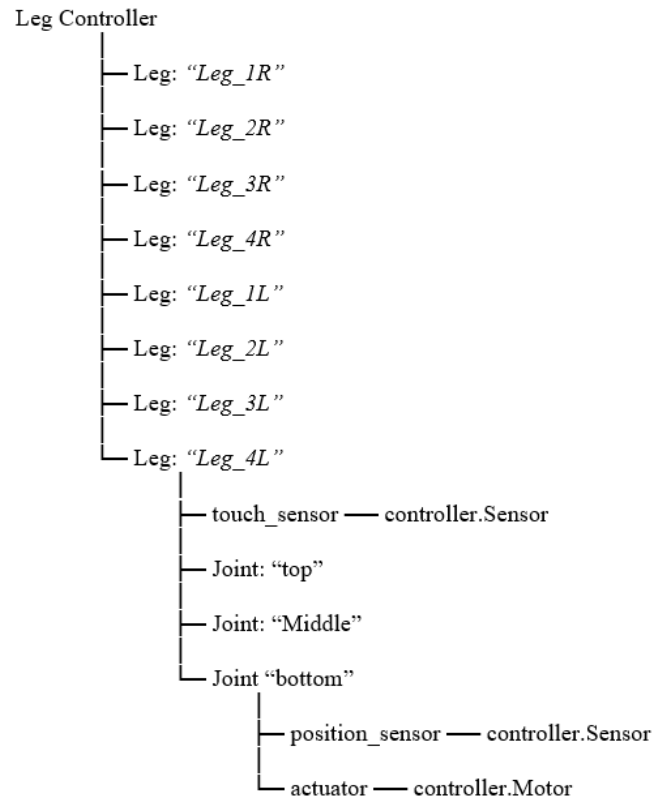 Leg Controller
Leg: “Leg_1R”
Leg: “Leg_2R”
Leg: “Leg_3R”
Leg: “Leg_4R”
Leg: “Leg_1L”
Leg: “Leg_2L”
Leg: “Leg_3L”
Leg: “Leg_4L”
touch_sensor controller.Sensor
Joint: “top”
Joint: “Middle”
Joint “bottom”
position_sensor controller.Sensor
actuator controller.Motor